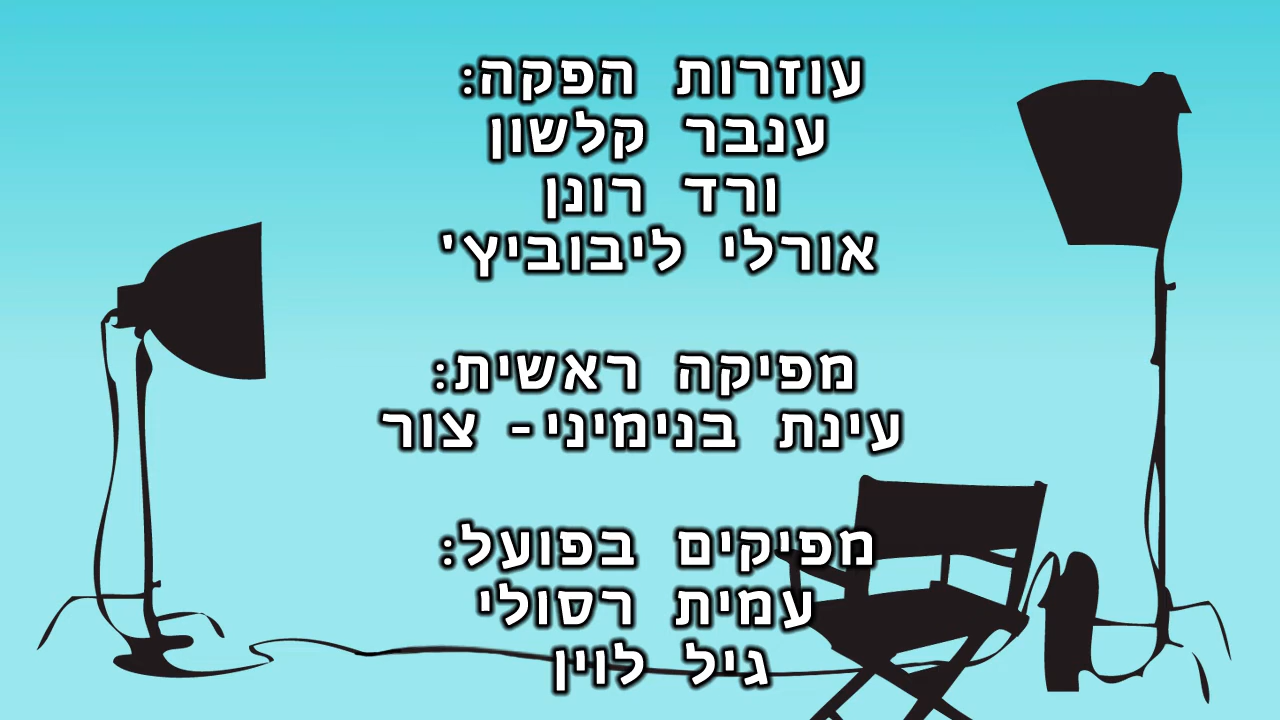 עוזרות הפקה:
ענבר קלשון
ורד רונן
אורלי ליבוביץ'
מפיקה ראשית:
עינת בנימיני- צור
מפיקים בפועל:
עמית רסולי
גיל לוין